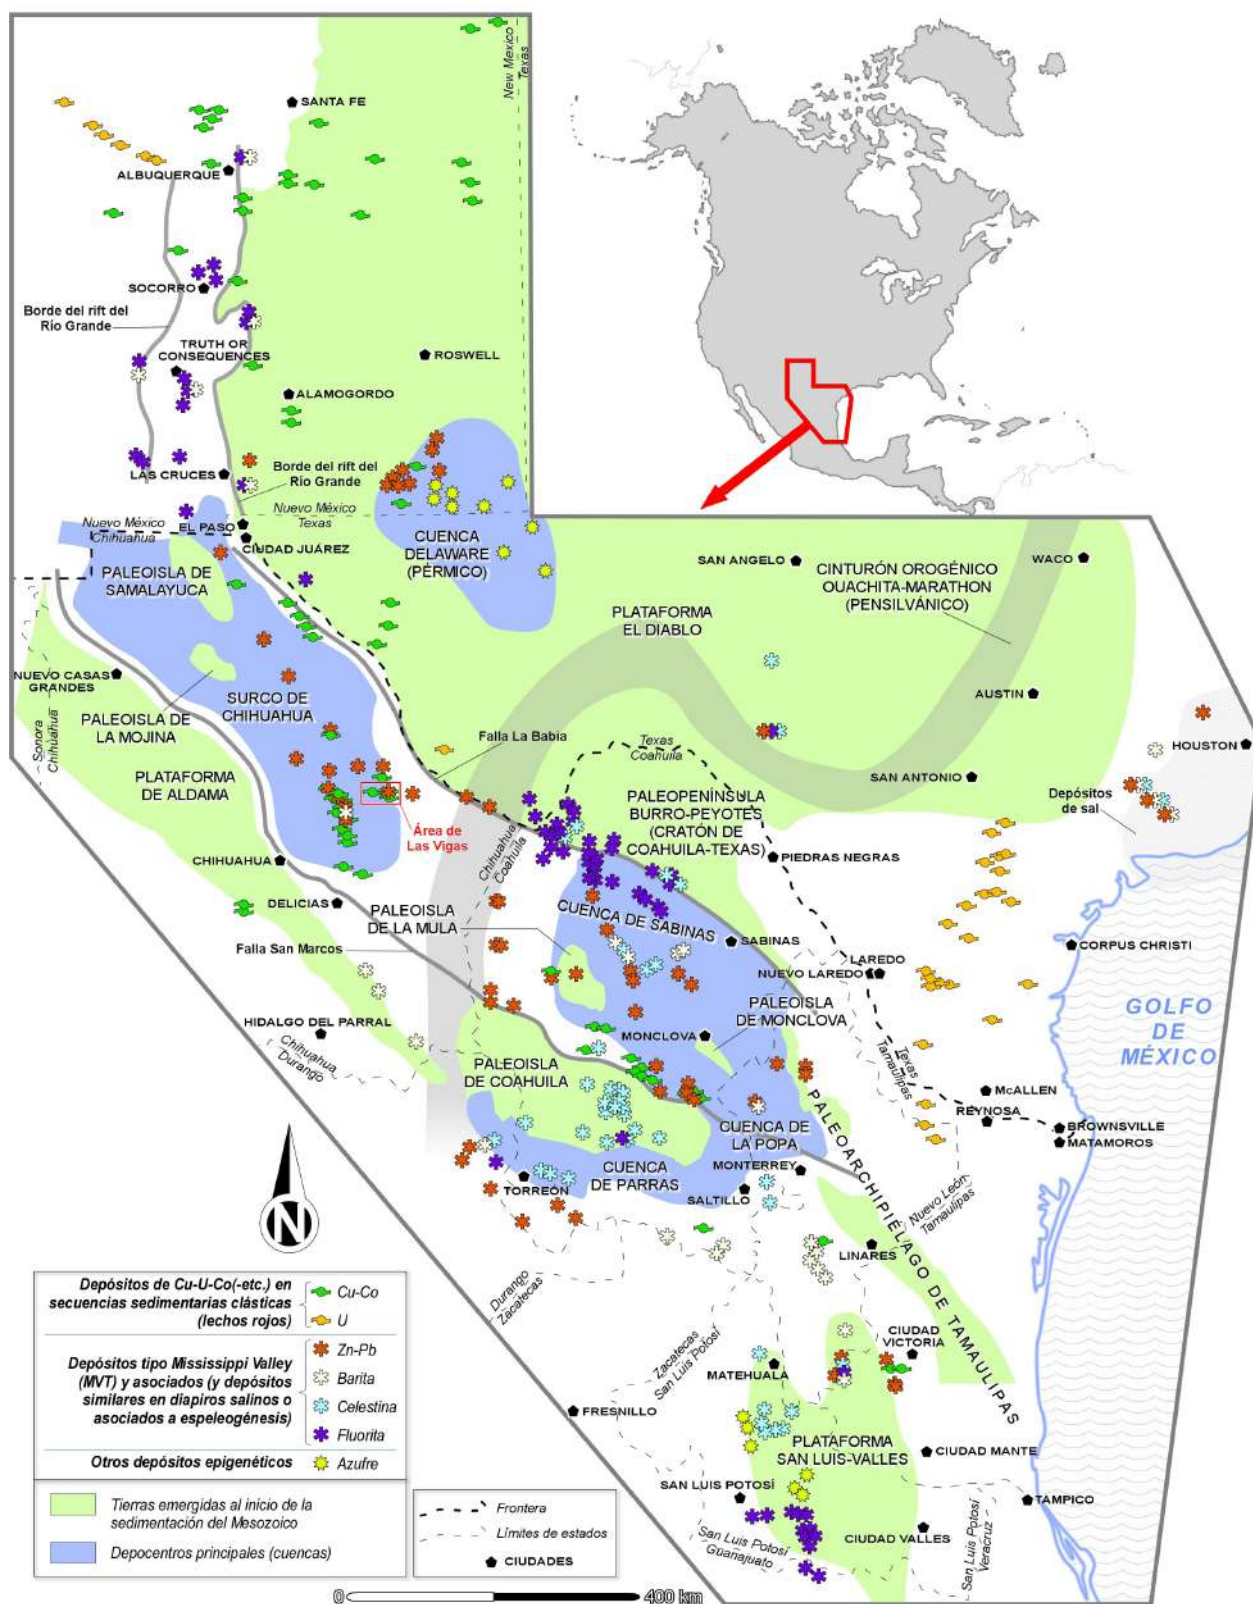 New Mexico
Texas
SANTA FE
ALBUQUERQUE
SOCORRO
Borde del rift del
Río Grande
TRUTH OR
CONSEQUENCES
ROSWELL
ALAMOGORDO
LAS CRUCES
Borde del rift del
Río Grande
Nuevo México
Texas
Nuevo México
Chihuahua
EL PASO
CIUDAD JUÁREZ
CUENCA
DELAWARE
(PÉRMICO)
SAN ANGELO
WACO
CINTURÓN OROGÉNICO
OUACHITA-MARATHON
(PENSILVÁNICO)
PALEOISLA DE
SAMALAYUCA
PLATAFORMA
EL DIABLO
NUEVO CASAS
GRANDES
SURCO DE
CHIHUAHUA
AUSTIN
PALEOISLA DE
LA MOJINA
Sonora
Chihuahua
Falla La Babia
Texas
Coahuila
HOUSTON
PLATAFORMA
DE ALDAMA
SAN ANTONIO
Depósitos
de sal
PALEOPENÍNSULA
BURRO-PEYOTES
(CRATÓN DE
COAHUILA-TEXAS)
Área de
Las Vigas
Chihuahua
Coahuila
CHIHUAHUA
PIEDRAS NEGRAS
DELICIAS
PALEOISLA
DE LA MULA
CUENCA DE SABINAS
SABINAS
Falla San Marcos
CORPUS CHRISTI
LAREDO
NUEVO LAREDO
PALEOISLA
DE MONCLOVA
GOLFO
DE
MÉXICO
HIDALGO DEL PARRAL
MONCLOVA
Chihuahua
Durango
Texas
Tamaulipas
PALEOISLA
DE COAHUILA
McALLEN
REYNOSA
BROWNSVILLE
MATAMOROS
CUENCA DE
LA POPA
PALEOARCHIPIÉLAGO DE TAMAULIPAS
CUENCA
DE PARRAS
MONTERREY
TORREÓN
SALTILLO
Nuevo León
Tamaulipas
N
LINARES
Durango
Zacatecas
Zacatecas
San Luis Potosí
CIUDAD
VICTORIA
MATEHUALA
FRESNILLO
PLATAFORMA
SAN LUIS-VALLES
CIUDAD MANTE
SAN LUIS POTOSÍ
TAMPICO
CIUDAD VALLES
San Luis Potosí
Guanajuato
San Luis Potosí
Veracruz
Depósitos de Cu-U-Co(-etc.) en
secuencias sedimentarias clásticas
(lechos rojos)
Cu-Co
U
Depósitos tipo Mississippi Valley
(MVT) y asociados (y depósitos
similares en diapiros salinos o
asociados a espeleogénesis)
Zn-Pb
Barita
Celestina
Fluorita
Otros depósitos epigenéticos
Azufre
Tierras emergidas al inicio de la
sedimentación del Mesozoico
Depocentros principales (cuencas)
Frontera
Límites de estados
CIUDADES
0 400 km